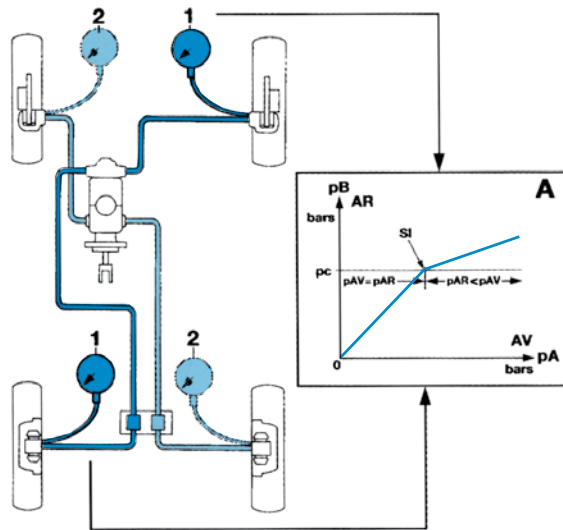 2 1
A
pB
AR
bars
SI
pc
pAV=pAR pAR<pAV
AV
0 pA
bars
1 2